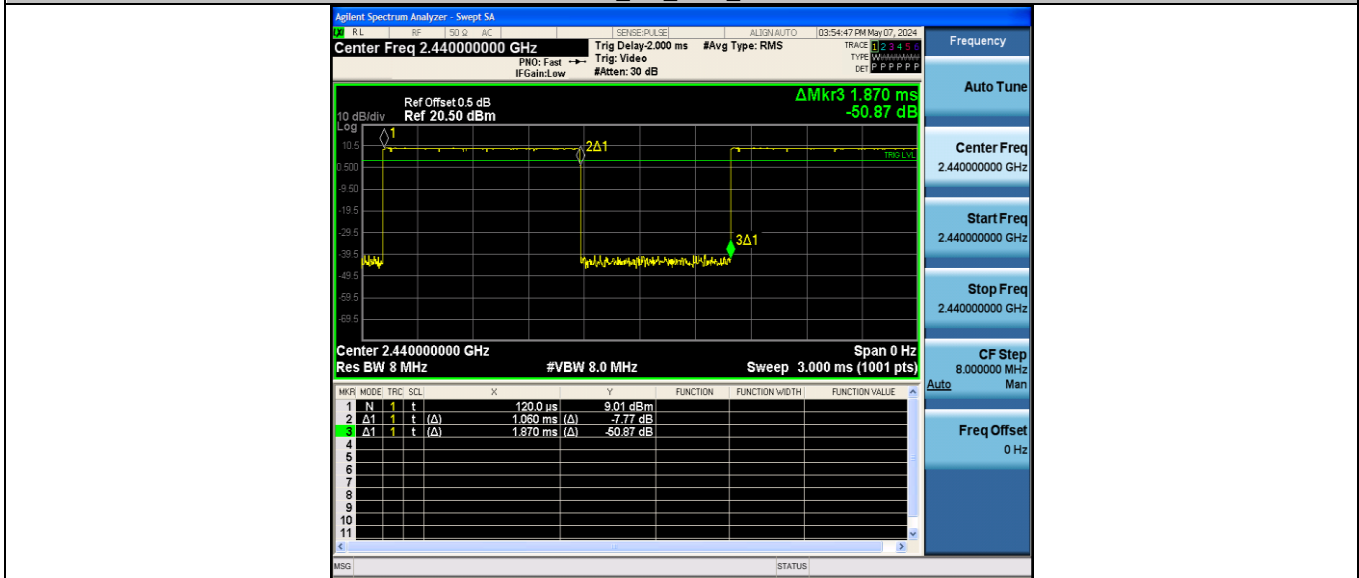 Agilent Spectrum Analyzer - Swept SA
RL RF 50 Ω AC SENSE:PULSE ALIGN AUTO 03:54:47 PM May 07, 2024
Center Freq 2.440000000 GHz Trig Delay-2.000 ms #Avg Type: RMS TRACE 1 2 3 4 5 6
PNO: Fast Trig: Video TYPE
IFGain:Low #Atten: 30 dB DET P P P P P P
Frequency
Auto Tune
Center Freq
2.440000000 GHz
Start Freq
2.440000000 GHz
Stop Freq
2.440000000 GHz
CF Step
8.000000 MHz
Auto Man
Freq Offset
0 Hz
ΔMkr3 1.870 ms
-50.87 dB
Ref Offset 0.5 dB
10 dB/div Ref 20.50 dBm
Log
10.5
0.500
-9.50
-19.5
-29.5
-39.5
-49.5
-59.5
-69.5
1
2Δ1
TRIG LVL
3Δ1
Center 2.440000000 GHz Span 0 Hz
Res BW 8 MHz #VBW 8.0 MHz Sweep 3.000 ms (1001 pts)
MKR MODE TRC SCL X Y FUNCTION FUNCTION WIDTH FUNCTION VALUE
1 N 1 t 120.0 µs 9.01 dBm
2 Δ1 1 t (Δ) 1.060 ms (Δ) -7.77 dB
3 Δ1 1 t (Δ) 1.870 ms (Δ) -50.87 dB
4
5
6
7
8
9
10
11
MSG STATUS